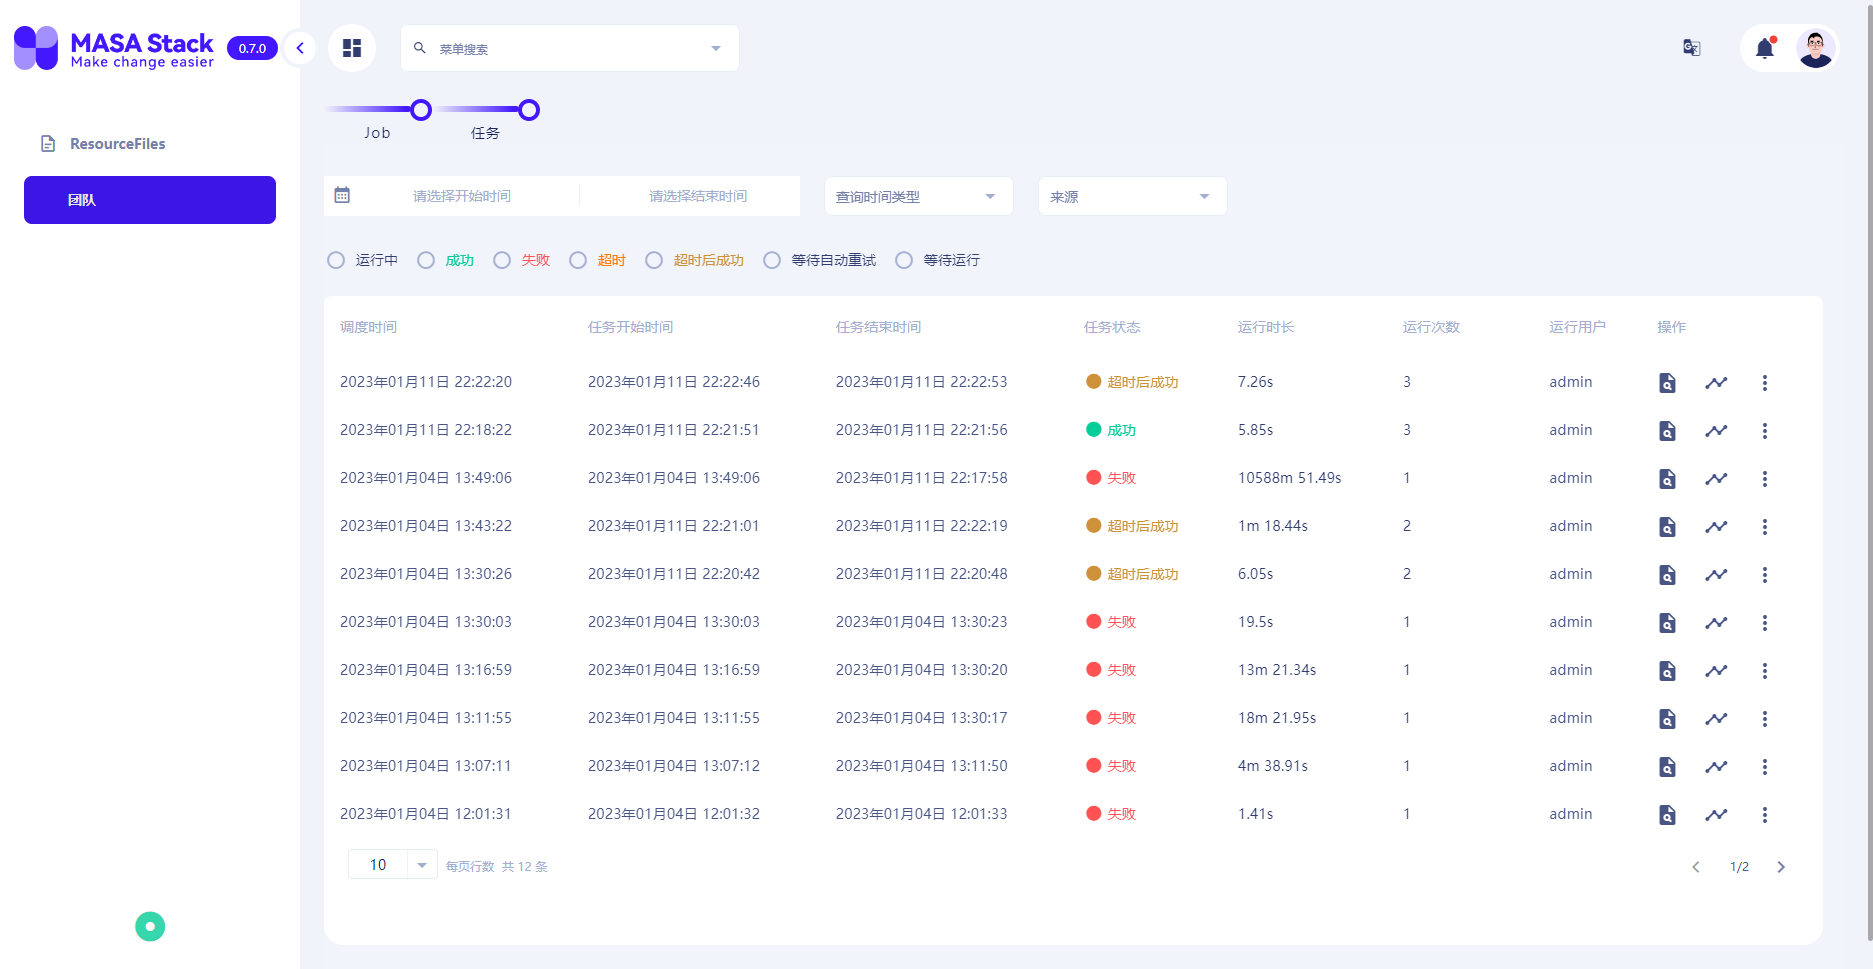 MASA Stack
Make change easier
0.7.0
菜单搜索
Job
任务
ResourceFiles
团队
请选择开始时间 请选择结束时间 查询时间类型 来源
运行中 成功 失败 超时 超时后成功 等待自动重试 等待运行
调度时间 任务开始时间 任务结束时间 任务状态 运行时长 运行次数 运行用户 操作
2023年01月11日 22:22:20 2023年01月11日 22:22:46 2023年01月11日 22:22:53 超时后成功 7.26s 3 admin
2023年01月11日 22:18:22 2023年01月11日 22:21:51 2023年01月11日 22:21:56 成功 5.85s 3 admin
2023年01月04日 13:49:06 2023年01月04日 13:49:06 2023年01月11日 22:17:58 失败 10588m 51.49s 1 admin
2023年01月04日 13:43:22 2023年01月11日 22:21:01 2023年01月11日 22:22:19 超时后成功 1m 18.44s 2 admin
2023年01月04日 13:30:26 2023年01月11日 22:20:42 2023年01月11日 22:20:48 超时后成功 6.05s 2 admin
2023年01月04日 13:30:03 2023年01月04日 13:30:03 2023年01月04日 13:30:23 失败 19.5s 1 admin
2023年01月04日 13:16:59 2023年01月04日 13:16:59 2023年01月04日 13:30:20 失败 13m 21.34s 1 admin
2023年01月04日 13:11:55 2023年01月04日 13:11:55 2023年01月04日 13:30:17 失败 18m 21.95s 1 admin
2023年01月04日 13:07:11 2023年01月04日 13:07:12 2023年01月04日 13:11:50 失败 4m 38.91s 1 admin
2023年01月04日 12:01:31 2023年01月04日 12:01:32 2023年01月04日 12:01:33 失败 1.41s 1 admin
10 每页行数 共 12 条 1/2